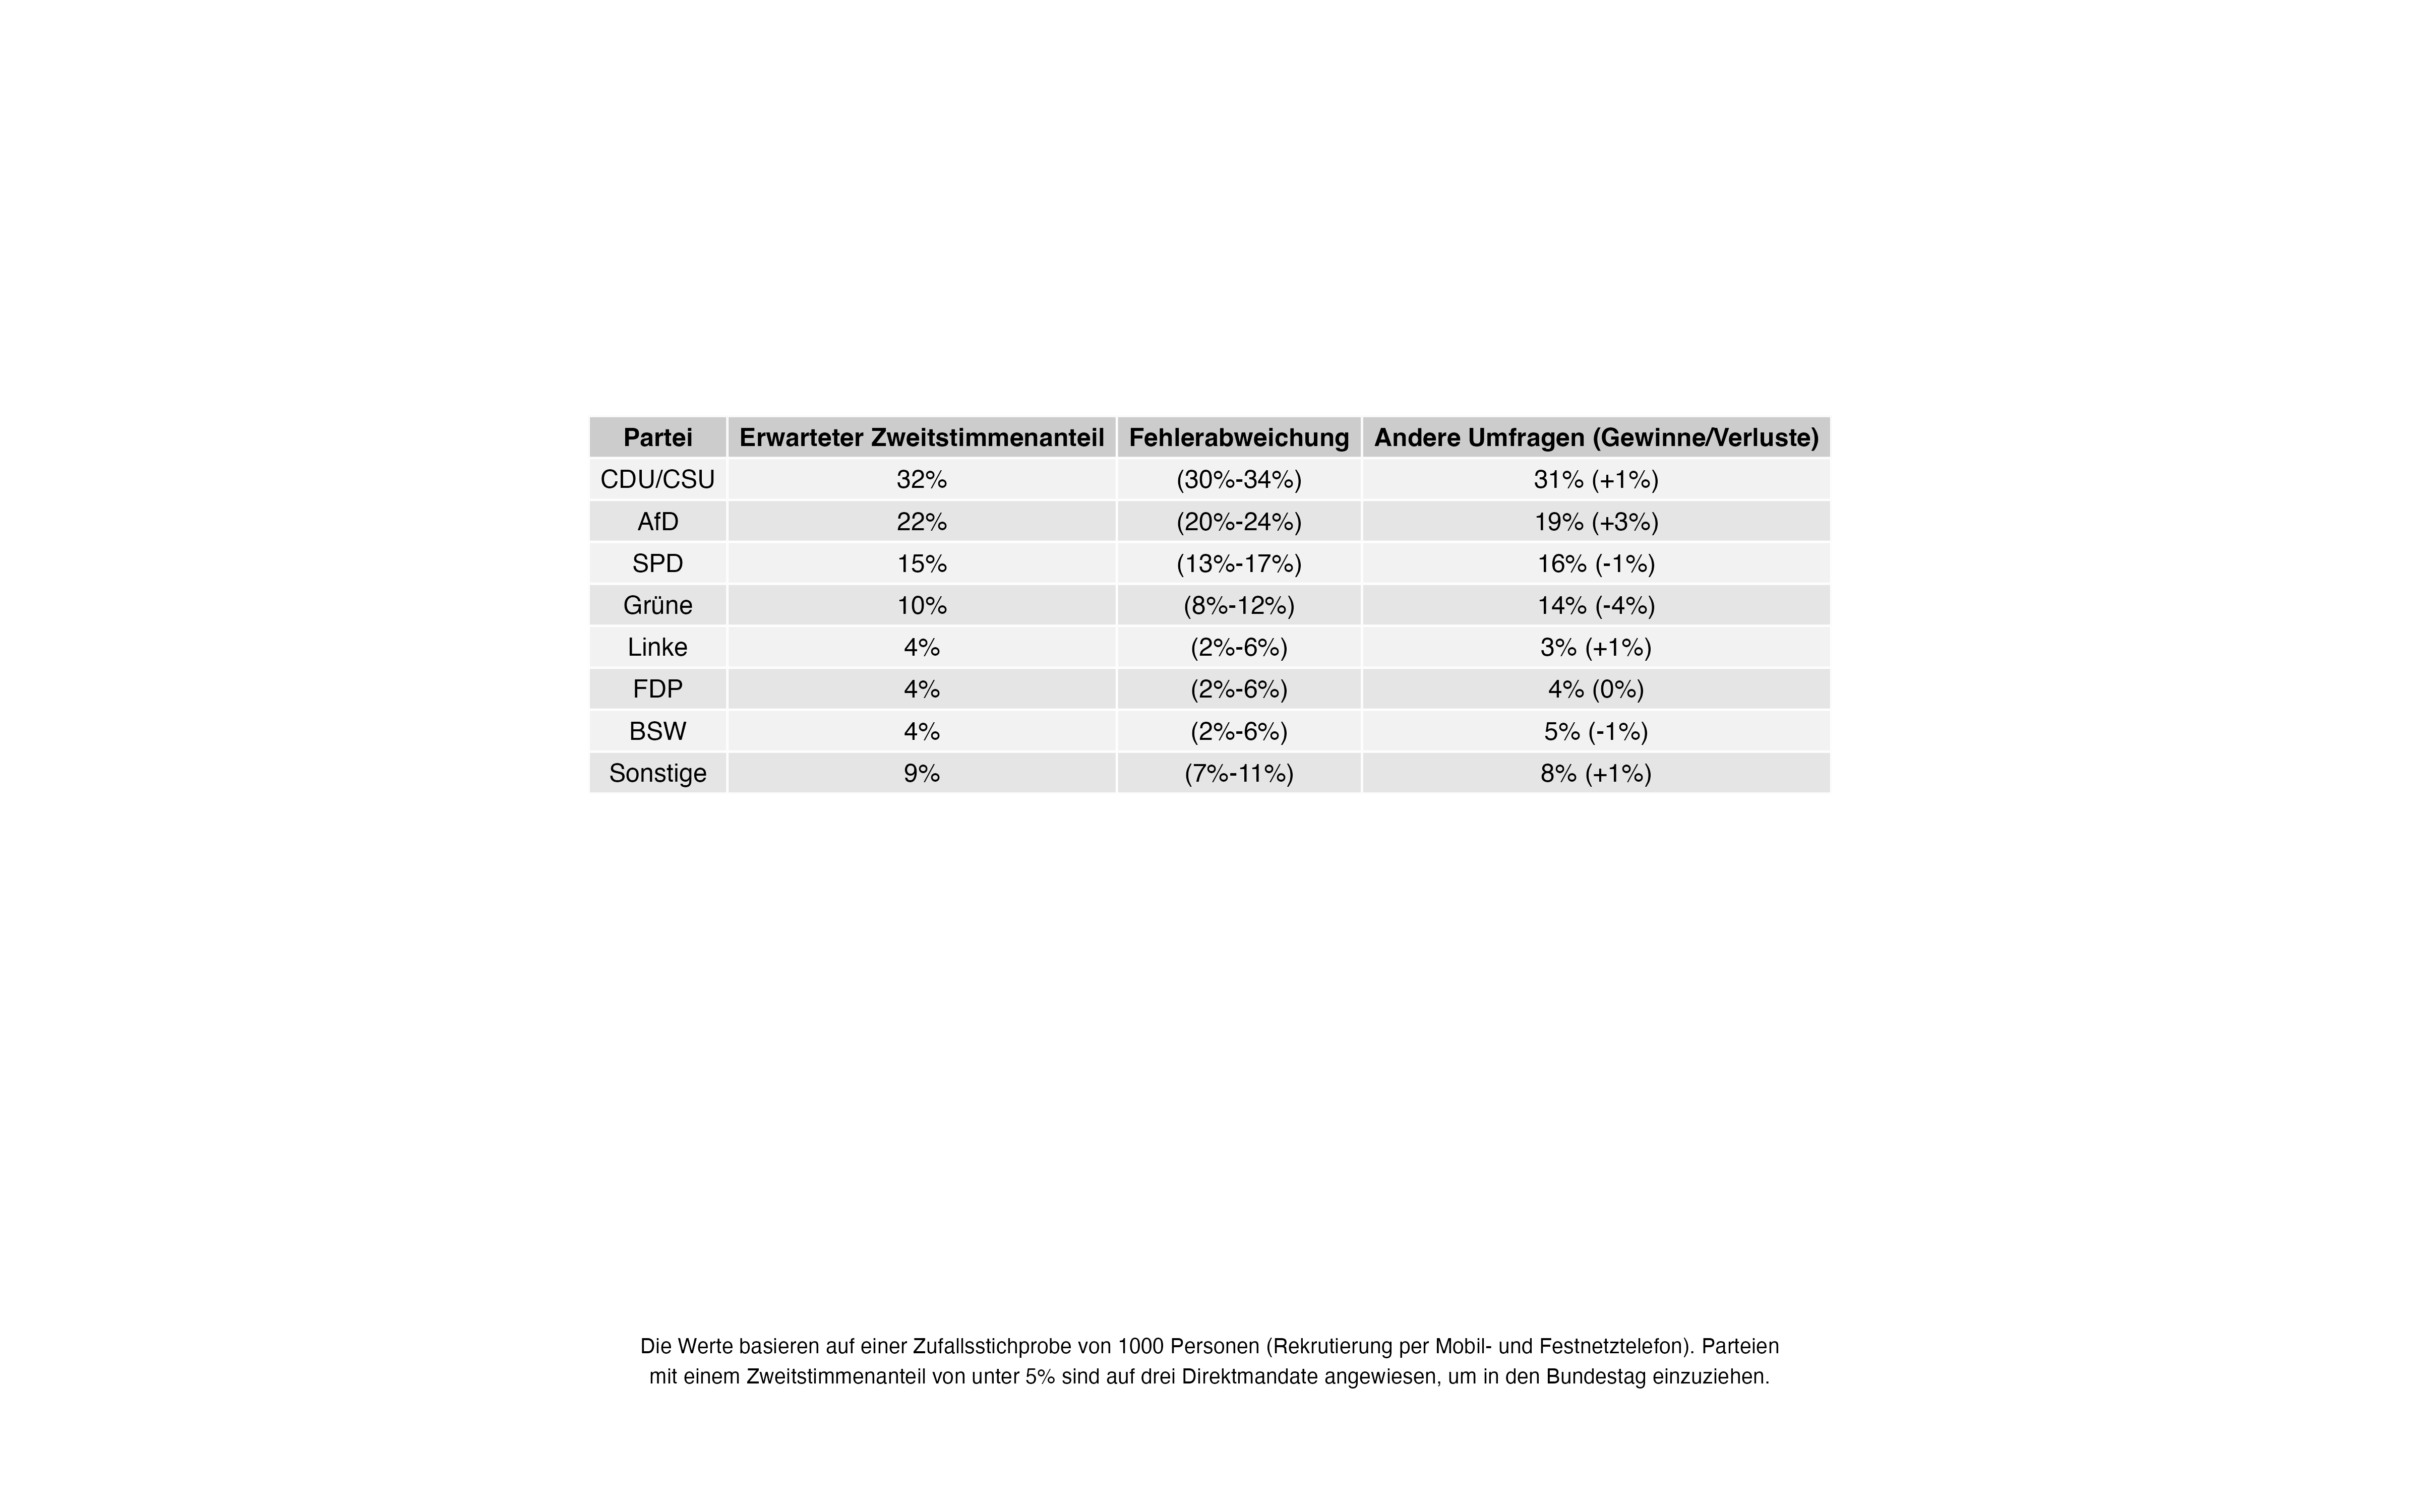 Partei Erwarteter Zweitstimmenanteil Fehlerabweichung Andere Umfragen (Gewinne/Verluste)
CDU/CSU 32% (30%-34%) 31% (+1%)
AfD 22% (20%-24%) 19% (+3%)
SPD 15% (13%-17%) 16% (-1%)
Grüne 10% (8%-12%) 14% (-4%)
Linke 4% (2%-6%) 3% (+1%)
FDP 4% (2%-6%) 4% (0%)
BSW 4% (2%-6%) 5% (-1%)
Sonstige 9% (7%-11%) 8% (+1%)
Die Werte basieren auf einer Zufallsstichprobe von 1000 Personen (Rekrutierung per Mobil- und Festnetztelefon). Parteien
mit einem Zweitstimmenanteil von unter 5% sind auf drei Direktmandate angewiesen, um in den Bundestag einzuziehen.